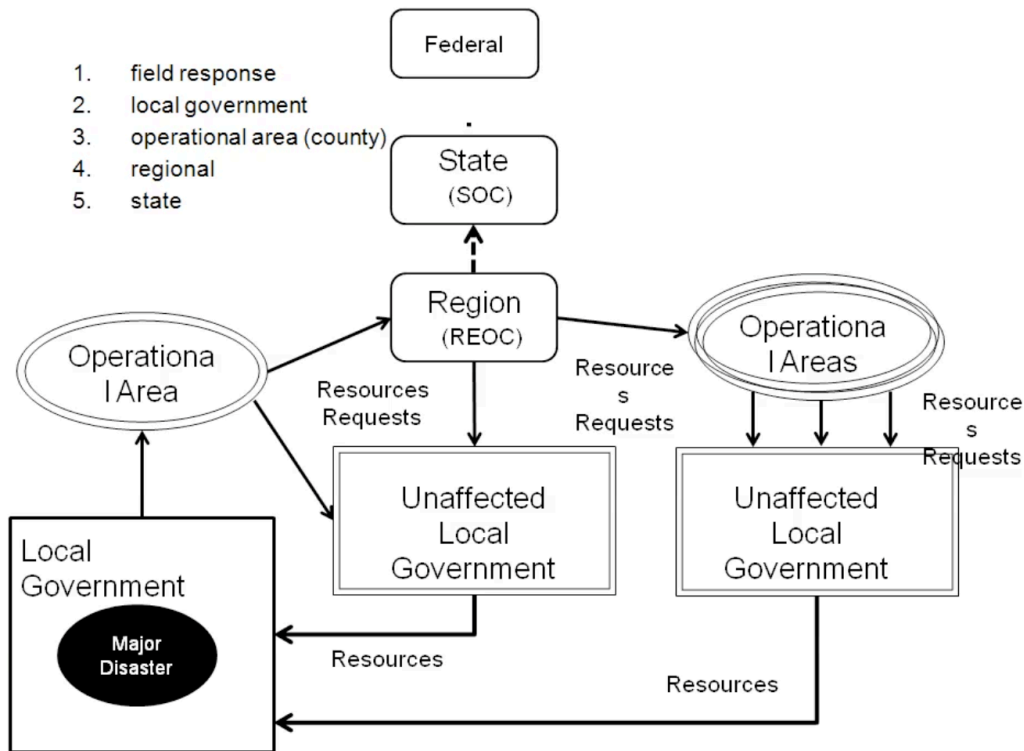 Federal
1. field response
2. local government
3. operational area (county)
4. regional
5. state
State
(SOC)
Region
(REOC)
Operationa
l Area
Operationa
l Areas
Resources
Requests
Resource
s
Requests
Resource
s
Requests
Unaffected
Local
Government
Unaffected
Local
Government
Local
Government
Major
Disaster
Resources
Resources